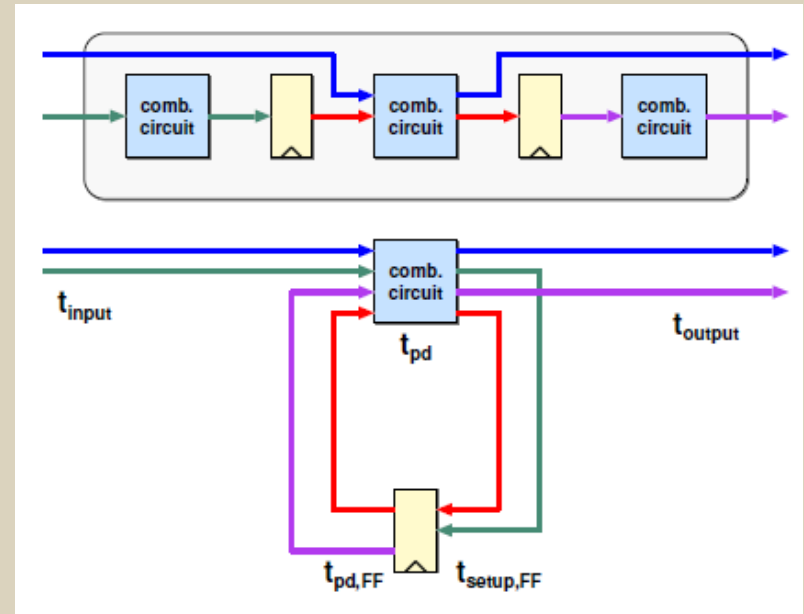 comb.
circuit
comb.
circuit
comb.
circuit
comb.
circuit
t_input
t_pd
t_output
t_pd,FF
t_setup,FF